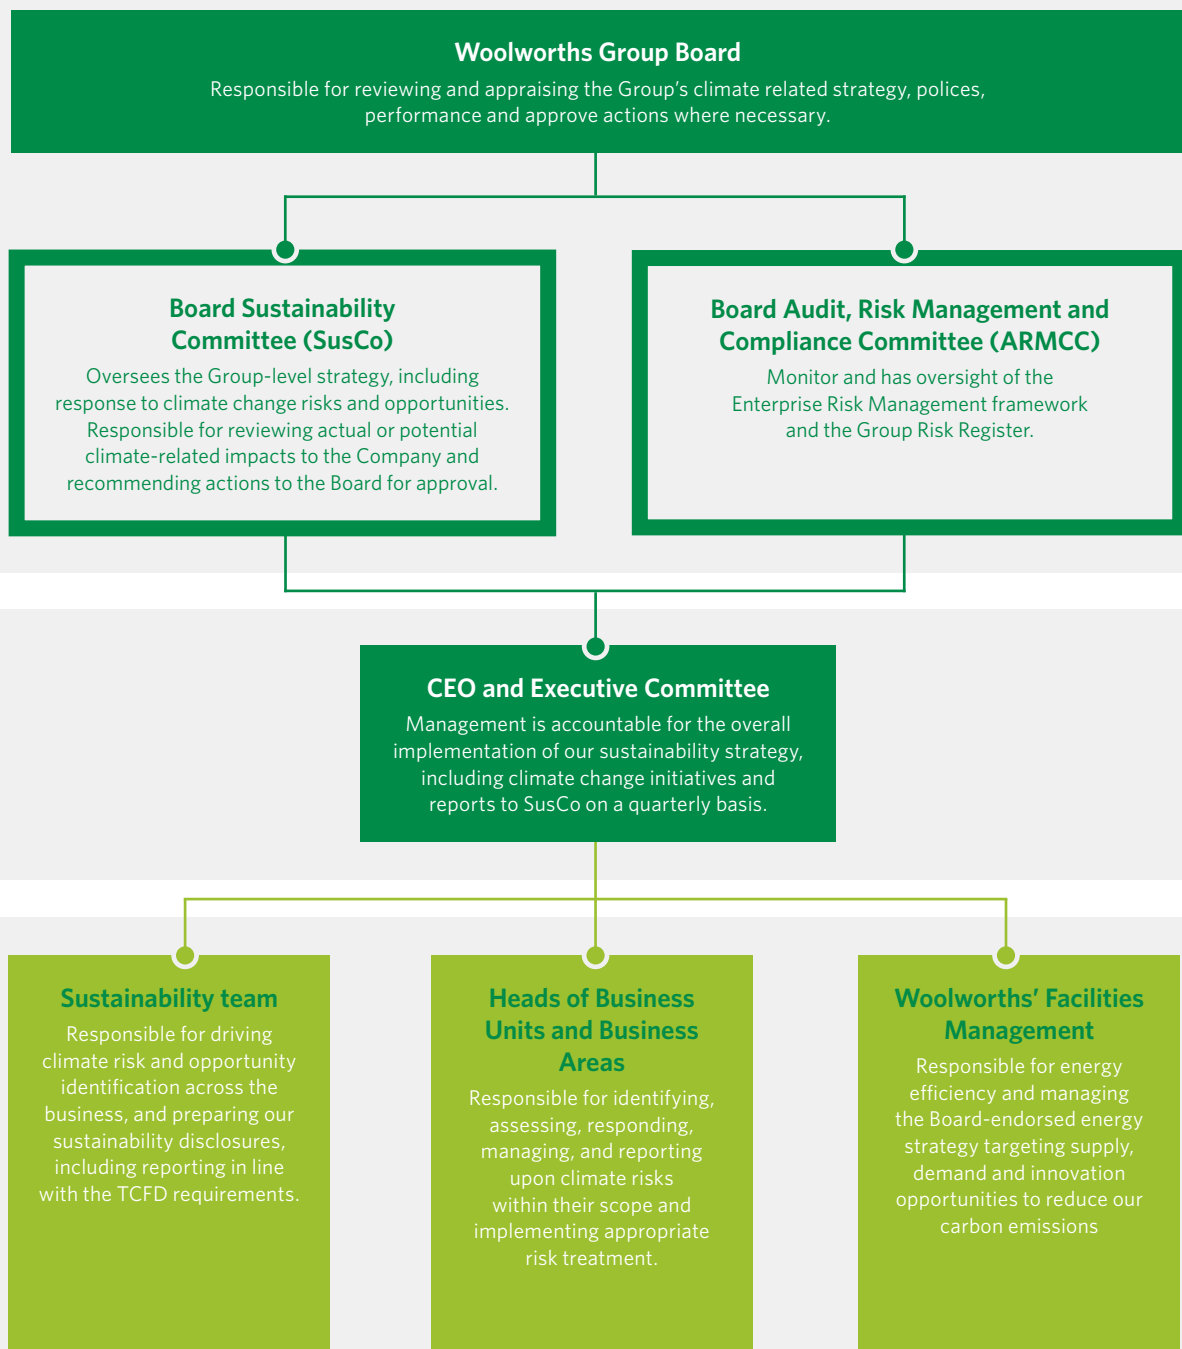 Woolworths Group Board
Responsible for reviewing and appraising the Group's climate related strategy, polices,
performance and approve actions where necessary.
Board Sustainability
Committee (SusCo)
Oversees the Group-level strategy, including
response to climate change risks and opportunities.
Responsible for reviewing actual or potential
climate-related impacts to the Company and
recommending actions to the Board for approval.
Board Audit, Risk Management and
Compliance Committee (ARMCC)
Monitor and has oversight of the
Enterprise Risk Management framework
and the Group Risk Register.
CEO and Executive Committee
Management is accountable for the overall
implementation of our sustainability strategy,
including climate change initiatives and
reports to SusCo on a quarterly basis.
Sustainability team
Responsible for driving
climate risk and opportunity
identification across the
business, and preparing our
sustainability disclosures,
including reporting in line
with the TCFD requirements.
Heads of Business
Units and Business
Areas
Responsible for identifying,
assessing, responding,
managing, and reporting
upon climate risks
within their scope and
implementing appropriate
risk treatment.
Woolworths' Facilities
Management
Responsible for energy
efficiency and managing
the Board-endorsed energy
strategy targeting supply,
demand and innovation
opportunities to reduce our
carbon emissions